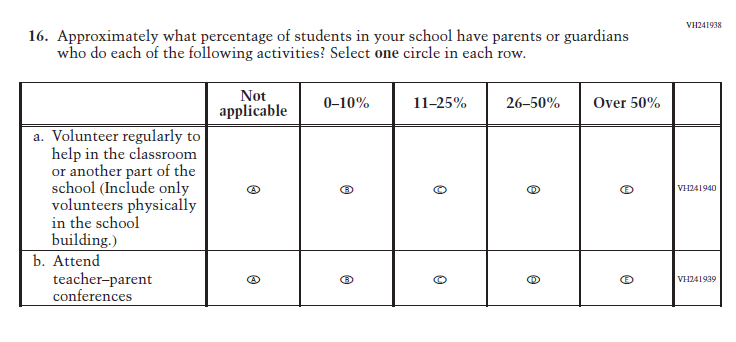 VH241938
16. Approximately what percentage of students in your school have parents or guardians
who do each of the following activities? Select one circle in each row.
Not
applicable
0–10%
11–25%
26–50%
Over 50%
a. Volunteer regularly to
help in the classroom
or another part of the
school (Include only
volunteers physically
in the school
building.)
A B C D E VH241940
b. Attend
teacher–parent
conferences
A B C D E VH241939